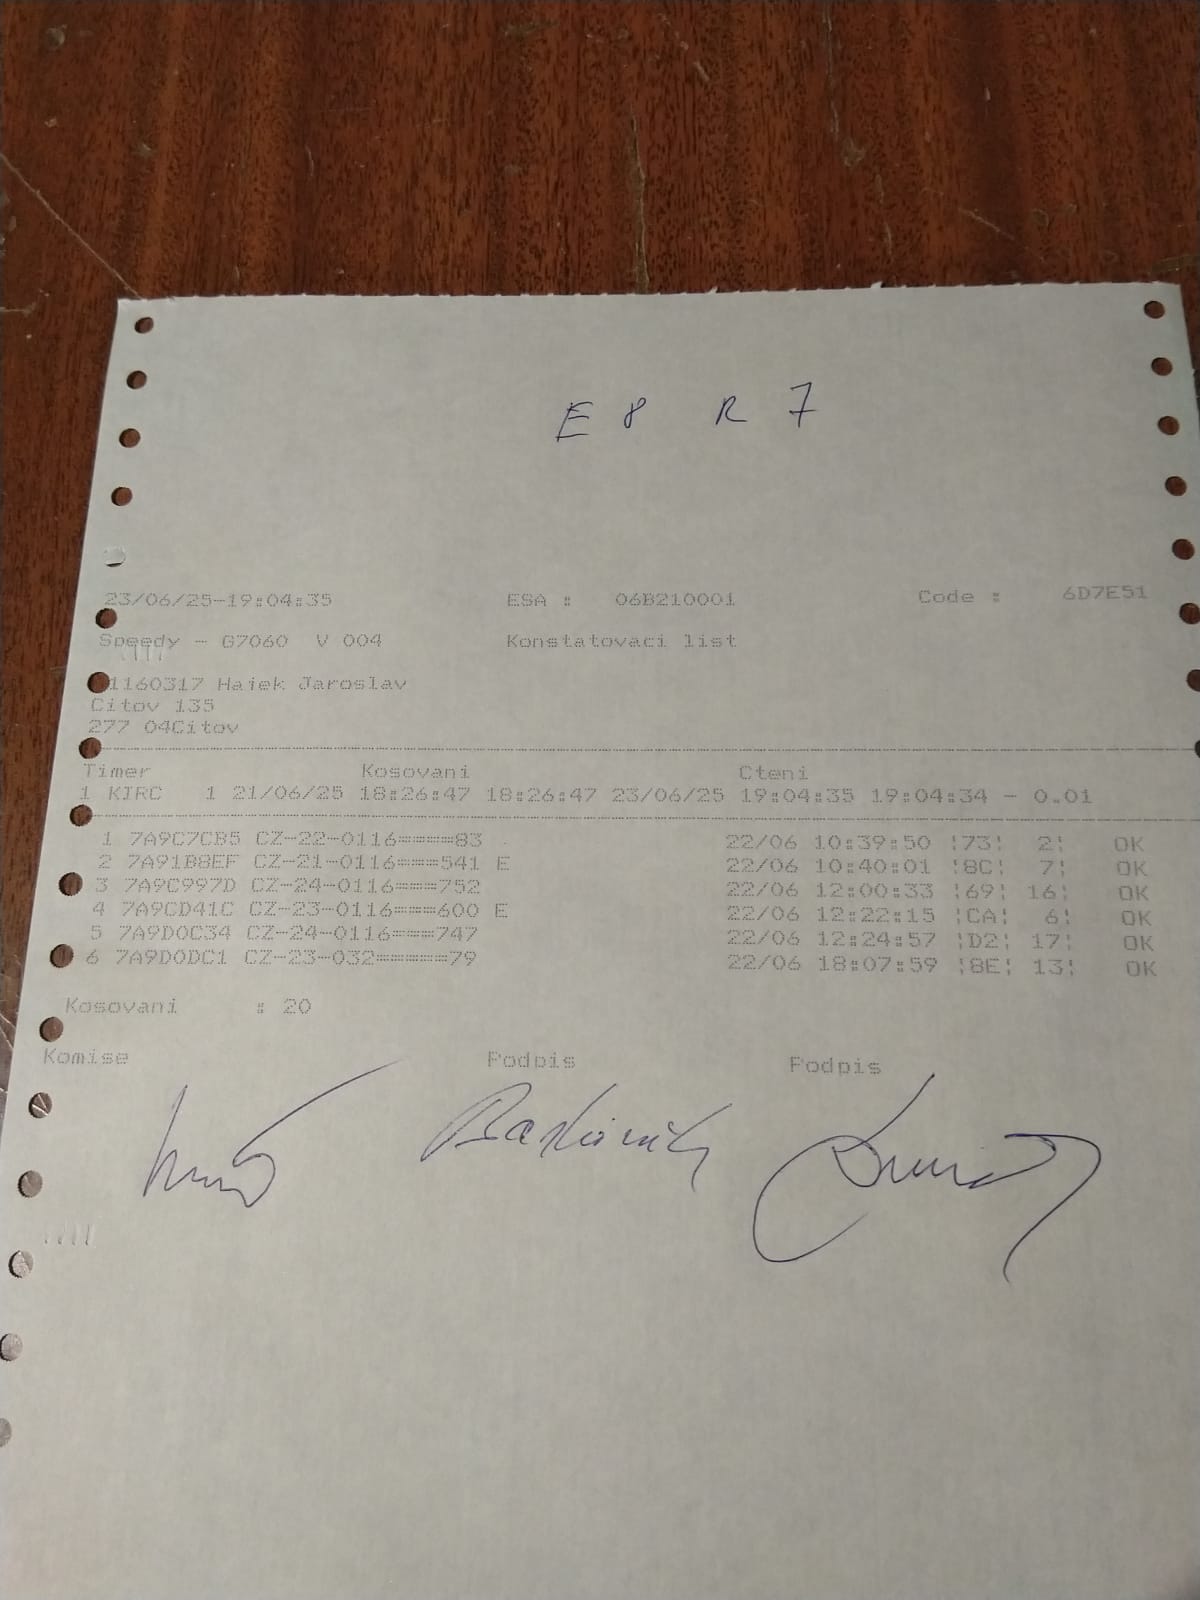 E8 R7
23/06/25-19:04:35 ESA : 06B210001 Code : 6D7E51
Speedy - G7060 V 004 Konstatovaci list
01160317 Hajek Jaroslav
Citov 135
277 04Citov
Timer Kosovani Cteni
1 KIRC 1 21/06/25 18:26:47 18:26:47 23/06/25 19:04:35 19:04:34 - 0.01
1 7A9C7CB5 CZ-22-0116====83 22/06 10:39:50 ¦73¦ 2¦ OK
2 7A91B8EF CZ-21-0116===541 E 22/06 10:40:01 ¦8C¦ 7¦ OK
3 7A9C997D CZ-24-0116===752 22/06 12:00:33 ¦69¦ 16¦ OK
4 7A9CD41C CZ-23-0116===600 E 22/06 12:22:15 ¦CA¦ 6¦ OK
5 7A9D0C34 CZ-24-0116===747 22/06 12:24:57 ¦D2¦ 17¦ OK
6 7A9D0DC1 CZ-23-032=====79 22/06 18:07:59 ¦8E¦ 13¦ OK
Kosovani : 20
Komise Podpis Podpis